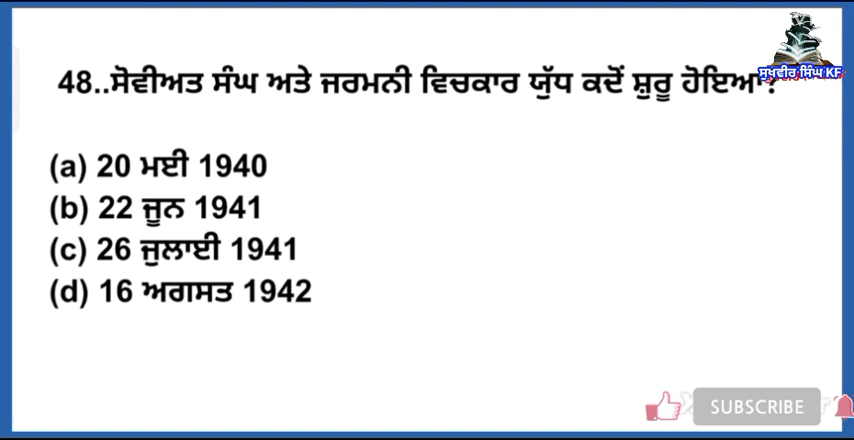 ਸੁਖਵੀਰ ਸਿੰਘ KF
48..ਸੋਵੀਅਤ ਸੰਘ ਅਤੇ ਜਰਮਨੀ ਵਿਚਕਾਰ ਯੁੱਧ ਕਦੋਂ ਸ਼ੁਰੂ ਹੋਇਆ?
(a) 20 ਮਈ 1940
(b) 22 ਜੂਨ 1941
(c) 26 ਜੁਲਾਈ 1941
(d) 16 ਅਗਸਤ 1942
SUBSCRIBE